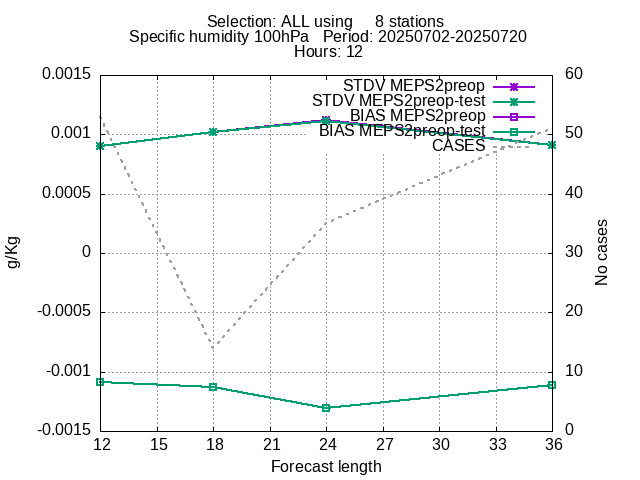 Selection: ALL using     8 stations
Specific humidity 100hPa   Period: 20250702-20250720
Hours: 12
0.0015
0.001
0.0005
0
-0.0005
-0.001
-0.0015
g/Kg
STDV MEPS2preop
STDV MEPS2preop-test
BIAS MEPS2preop
BIAS MEPS2preop-test
CASES
60
50
40
30
20
10
0
No cases
12 15 18 21 24 27 30 33 36
Forecast length